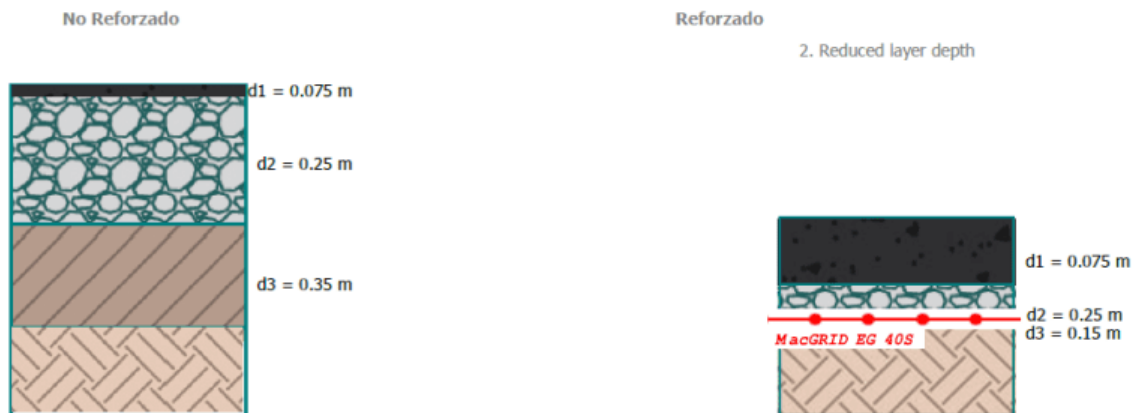 No Reforzado
d1 = 0.075 m
d2 = 0.25 m
d3 = 0.35 m
Reforzado
2. Reduced layer depth
d1 = 0.075 m
d2 = 0.25 m
d3 = 0.15 m
MacGRID EG 40S